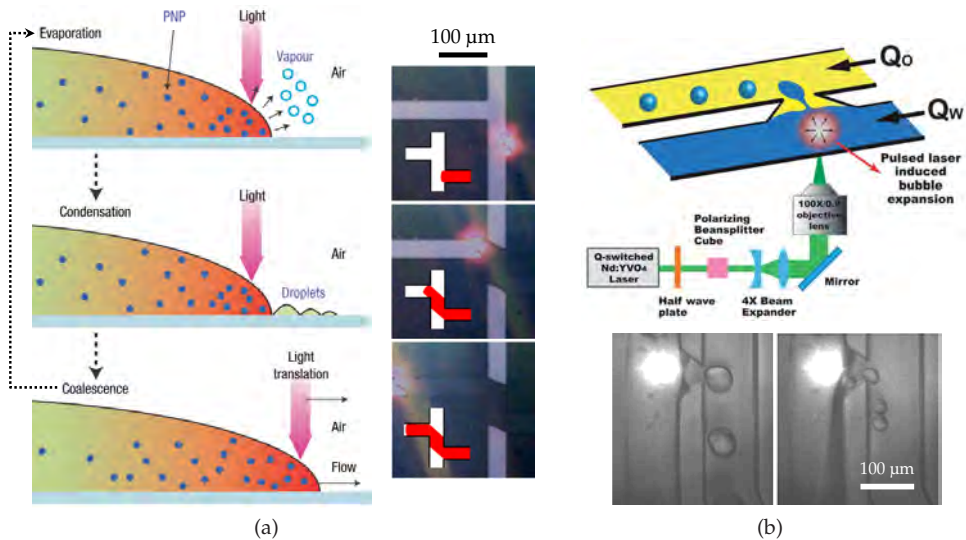 Evaporation
PNP
Light
Vapour
Air
Condensation
Light
Air
Droplets
Coalescence
Light
translation
Air
Flow
100 µm
(a)
Qo
Qw
Pulsed laser
induced
bubble
expansion
100X/0.9
objective
lens
Polarizing
Beansplitter
Cube
Q-switched
Nd:YVO4
Laser
Half wave
plate
4X Beam
Expander
Mirror
100 µm
(b)